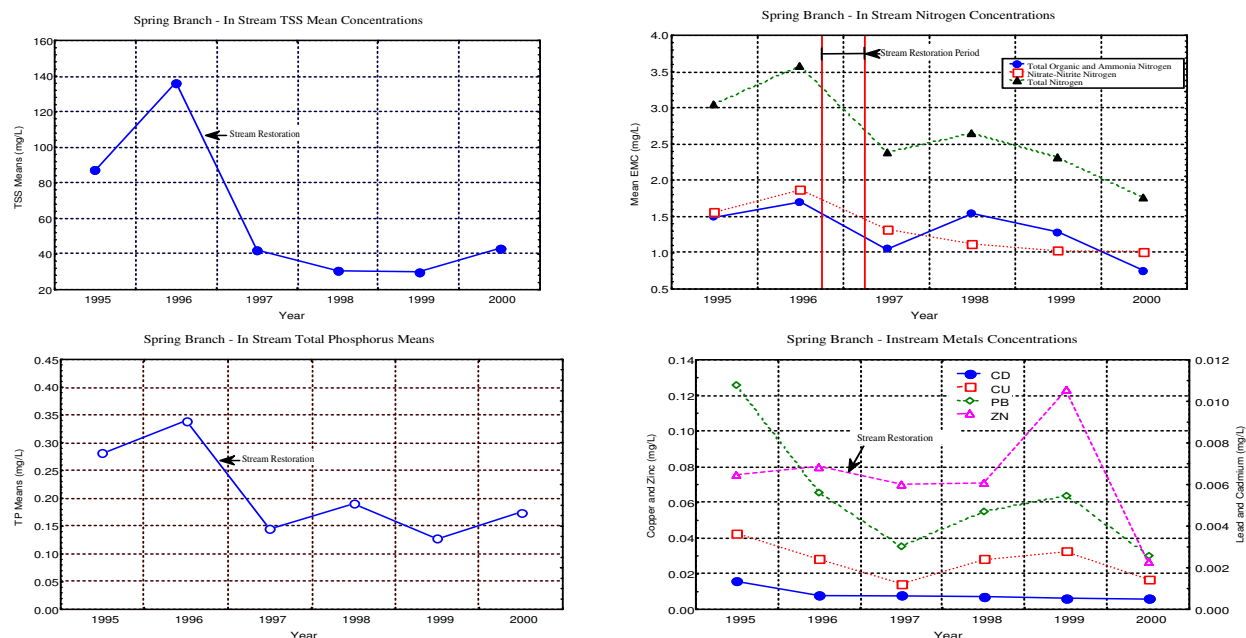 Spring Branch - In Stream TSS Mean Concentrations
160
140
120
100
80
60
40
20
TSS Means (mg/L)
Stream Restoration
1995 1996 1997 1998 1999 2000
Year
Spring Branch - In Stream Nitrogen Concentrations
4.0
3.5
3.0
2.5
2.0
1.5
1.0
0.5
Mean EMC (mg/L)
Stream Restoration Period
Total Organic and Ammonia Nitrogen
Nitrate-Nitrite Nitrogen
Total Nitrogen
1995 1996 1997 1998 1999 2000
Year
Spring Branch - In Stream Total Phosphorus Means
0.45
0.40
0.35
0.30
0.25
0.20
0.15
0.10
0.05
0.00
TP Means (mg/L)
Stream Restoration
1995 1996 1997 1998 1999 2000
Year
Spring Branch - Instream Metals Concentrations
0.14
0.12
0.10
0.08
0.06
0.04
0.02
0.00
Copper and Zinc (mg/L)
CD
CU
PB
ZN
Stream Restoration
0.012
0.010
0.008
0.006
0.004
0.002
0.000
Lead and Cadmium (mg/L)
1995 1996 1997 1998 1999 2000
Year